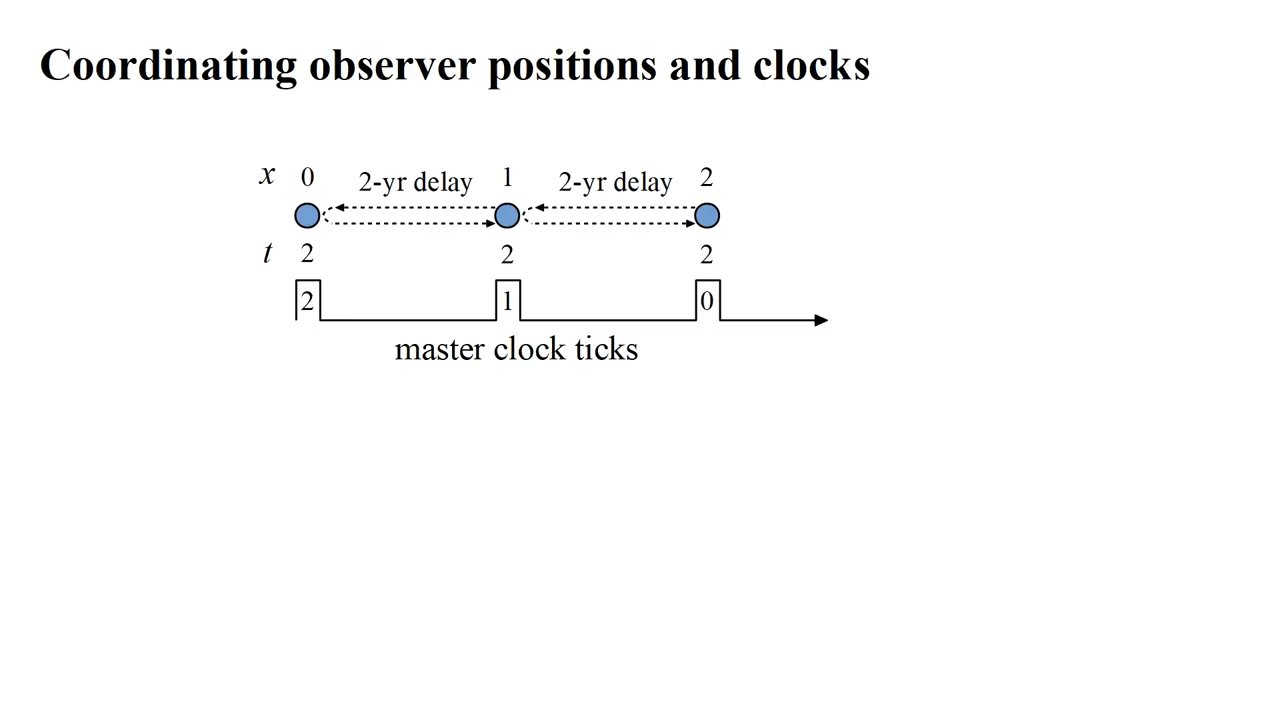 Coordinating observer positions and clocks
x 0 2-yr delay 1 2-yr delay 2
t 2 2 2
2 1 0
master clock ticks